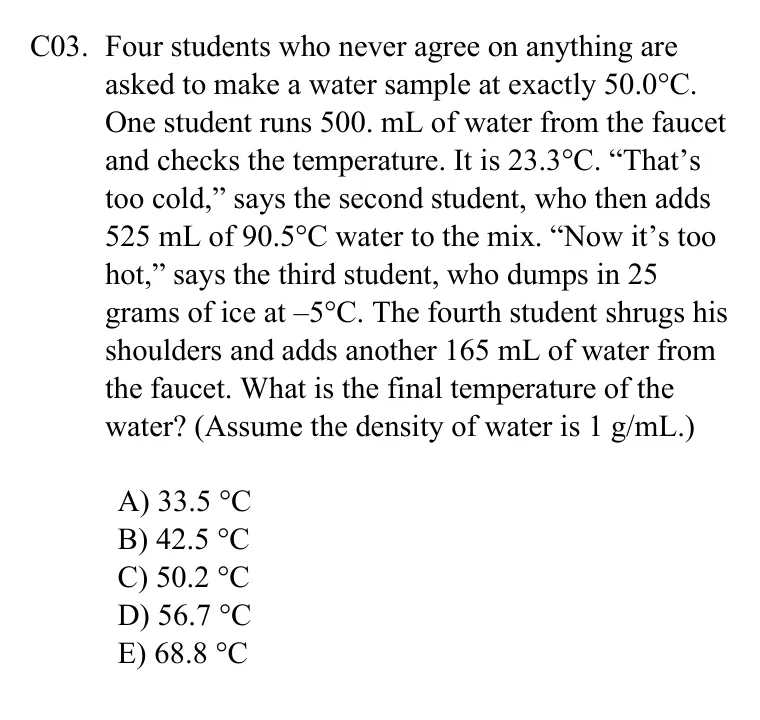 C03. Four students who never agree on anything are
asked to make a water sample at exactly 50.0°C.
One student runs 500. mL of water from the faucet
and checks the temperature. It is 23.3°C. “That’s
too cold,” says the second student, who then adds
525 mL of 90.5°C water to the mix. “Now it’s too
hot,” says the third student, who dumps in 25
grams of ice at –5°C. The fourth student shrugs his
shoulders and adds another 165 mL of water from
the faucet. What is the final temperature of the
water? (Assume the density of water is 1 g/mL.)
A) 33.5 °C
B) 42.5 °C
C) 50.2 °C
D) 56.7 °C
E) 68.8 °C